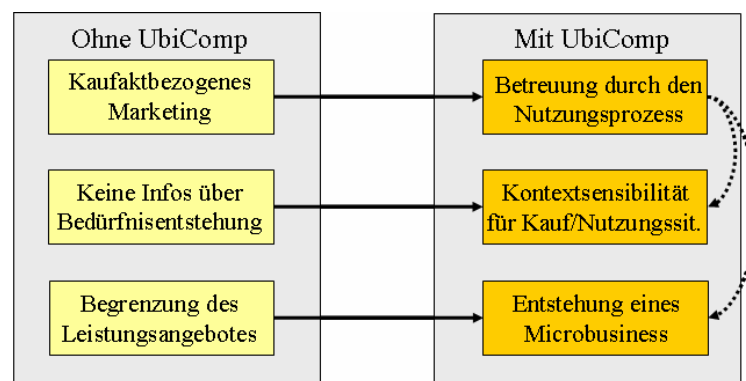 Ohne UbiComp
Kaufaktbezogenes
Marketing
Keine Infos über
Bedürfnisentstehung
Begrenzung des
Leistungsangebotes
Mit UbiComp
Betreuung durch den
Nutzungsprozess
Kontextsensibilität
für Kauf/Nutzungssit.
Entstehung eines
Microbusiness